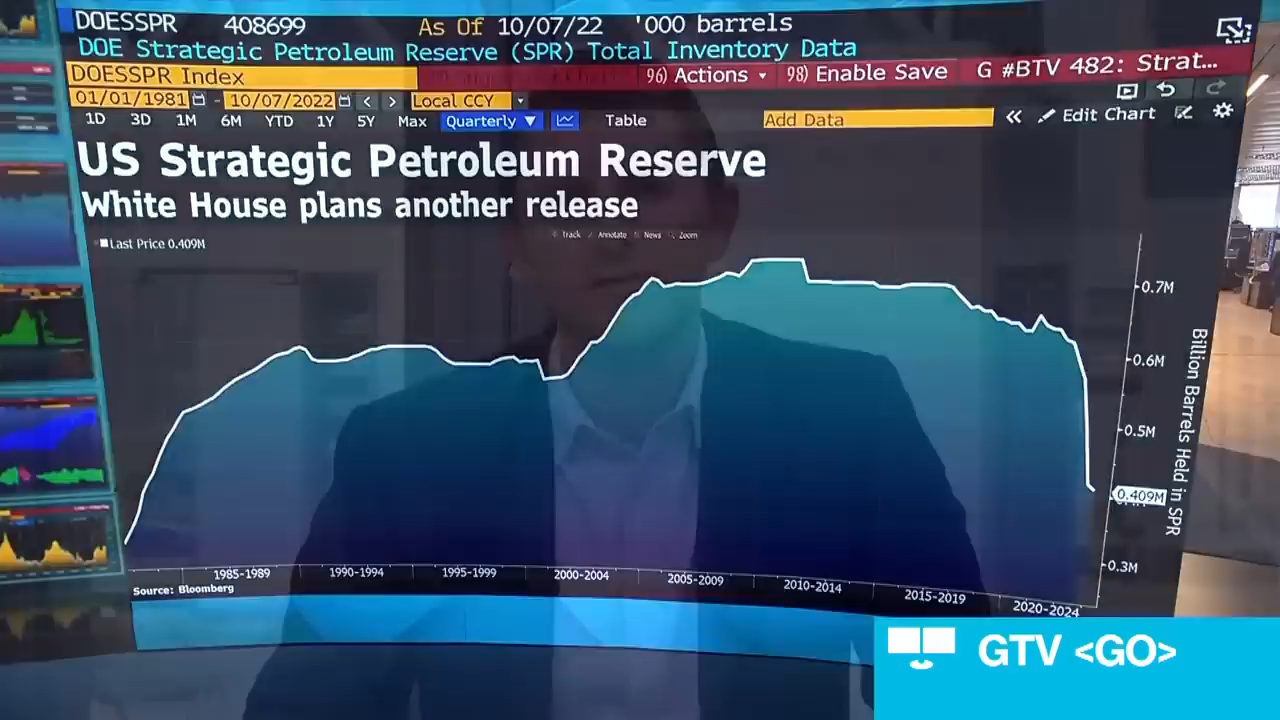 DOESSPR 408699 As Of 10/07/22 '000 barrels
DOE Strategic Petroleum Reserve (SPR) Total Inventory Data
DOESSPR Index 96) Actions 98) Enable Save G #BTV 482: Strat...
01/01/1981 - 10/07/2022 < > Local CCY
1D 3D 1M 6M YTD 1Y 5Y Max Quarterly ▼ Table Add Data « Edit Chart
US Strategic Petroleum Reserve
White House plans another release
Track Annotate News Zoom
Last Price 0.409M
0.7M
0.6M
0.5M
0.409M
0.3M
Billion Barrels Held in SPR
1985-1989 1990-1994 1995-1999 2000-2004 2005-2009 2010-2014 2015-2019 2020-2024
Source: Bloomberg
GTV <GO>